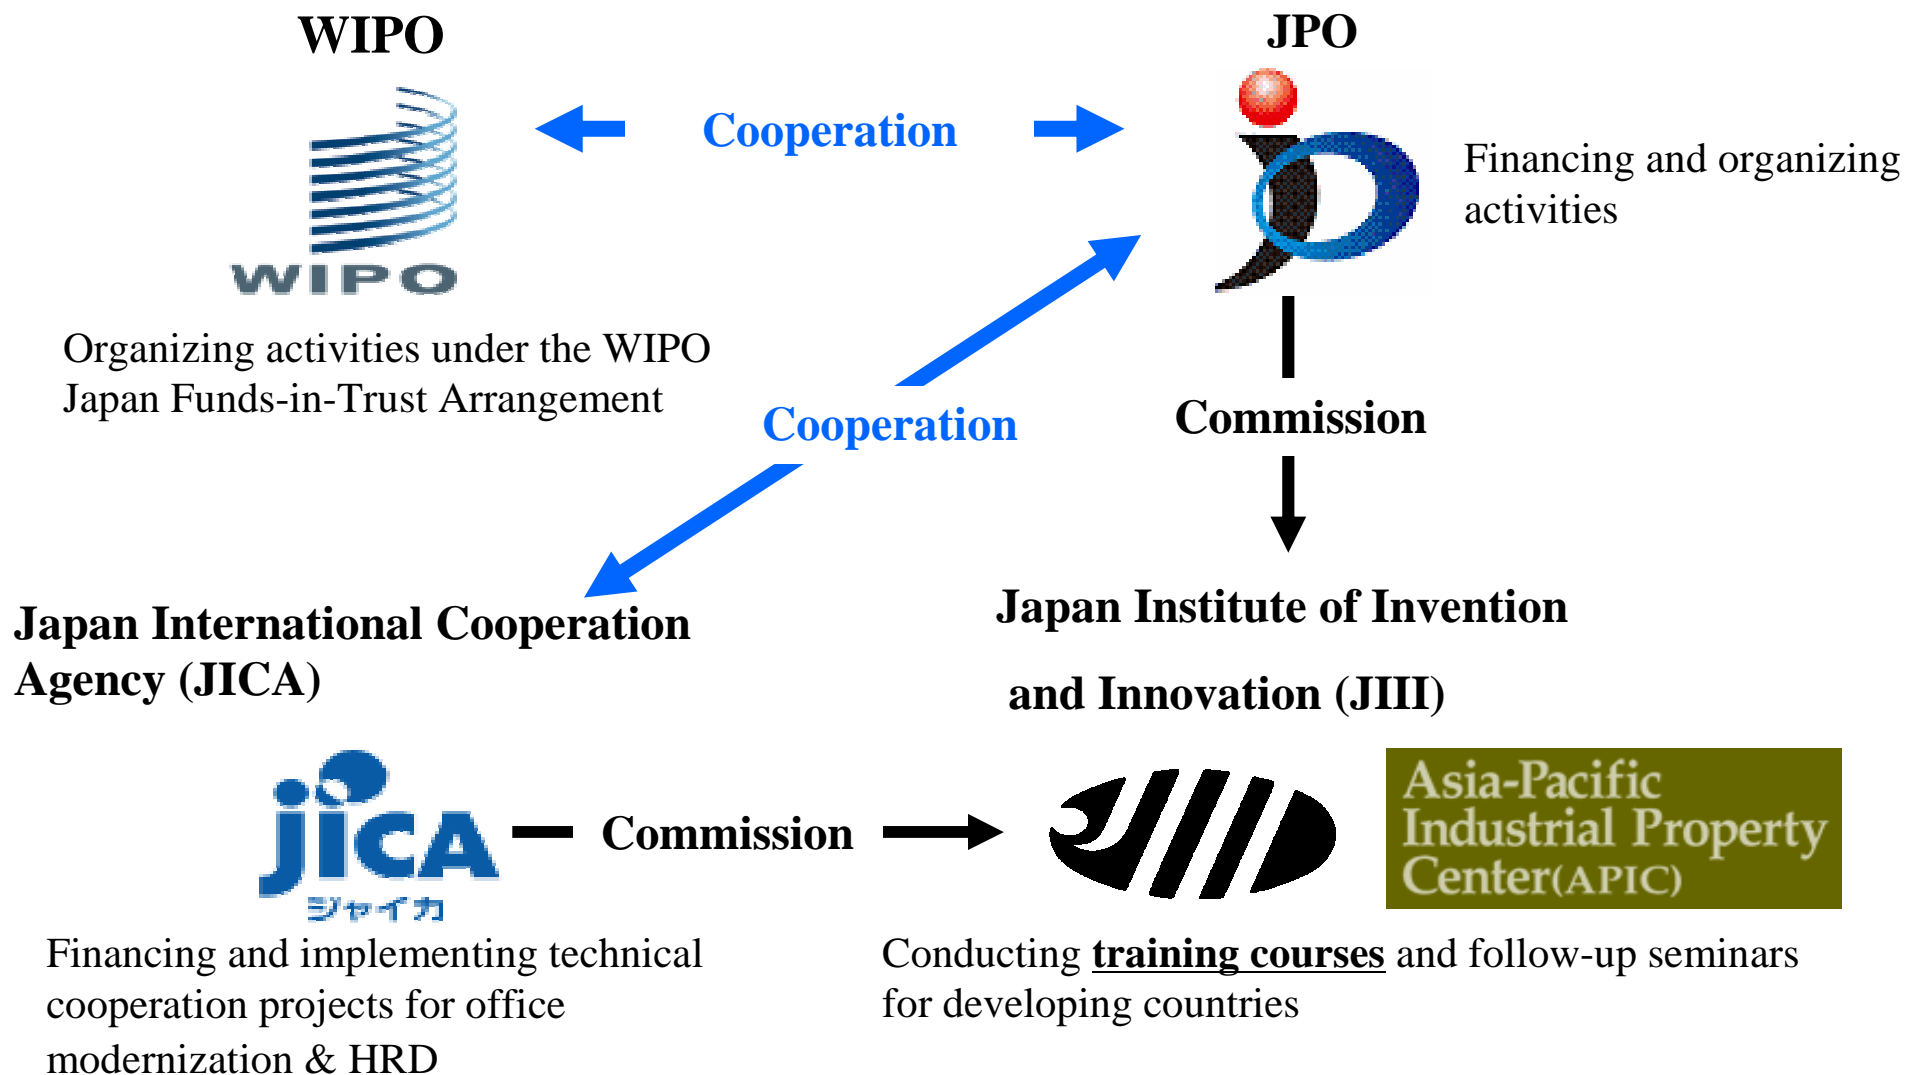 WIPO
JPO
Cooperation
WIPO
Financing and organizing
activities
Organizing activities under the WIPO
Japan Funds-in-Trust Arrangement
Cooperation
Commission
Japan International Cooperation
Agency (JICA)
Japan Institute of Invention
and Innovation (JIII)
jICA
ジャイカ
Commission
JIII
Asia-Pacific
Industrial Property
Center(APIC)
Financing and implementing technical
cooperation projects for office
modernization & HRD
Conducting training courses and follow-up seminars
for developing countries